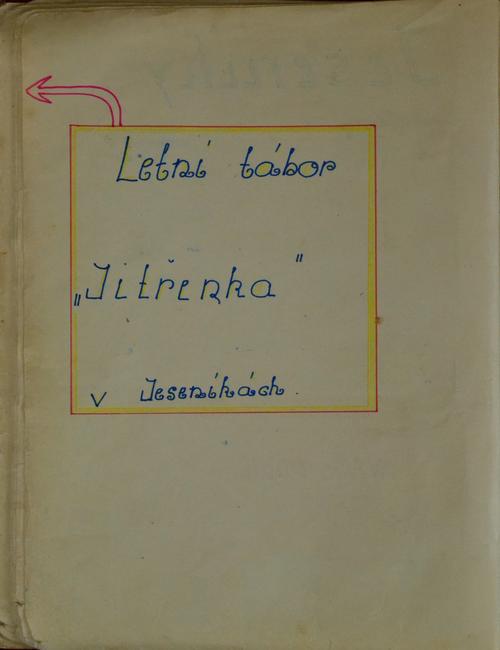 Letní tábor
„Jitřenka"
v Jeseníkách.